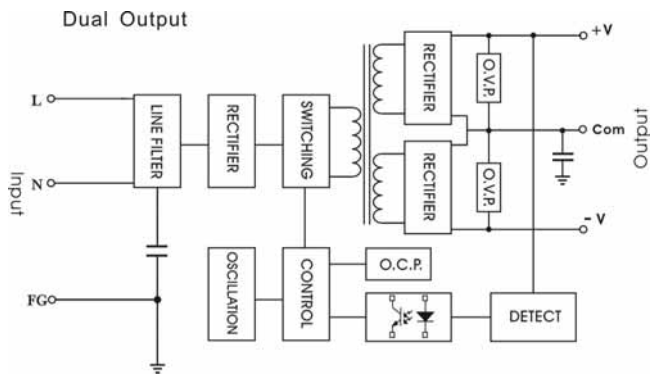 Dual Output
Input
L
N
FG
LINE FILTER
RECTIFIER
SWITCHING
RECTIFIER
RECTIFIER
O.V.P.
O.V.P.
+V
Com
- V
Output
OSCILLATION
CONTROL
O.C.P.
DETECT